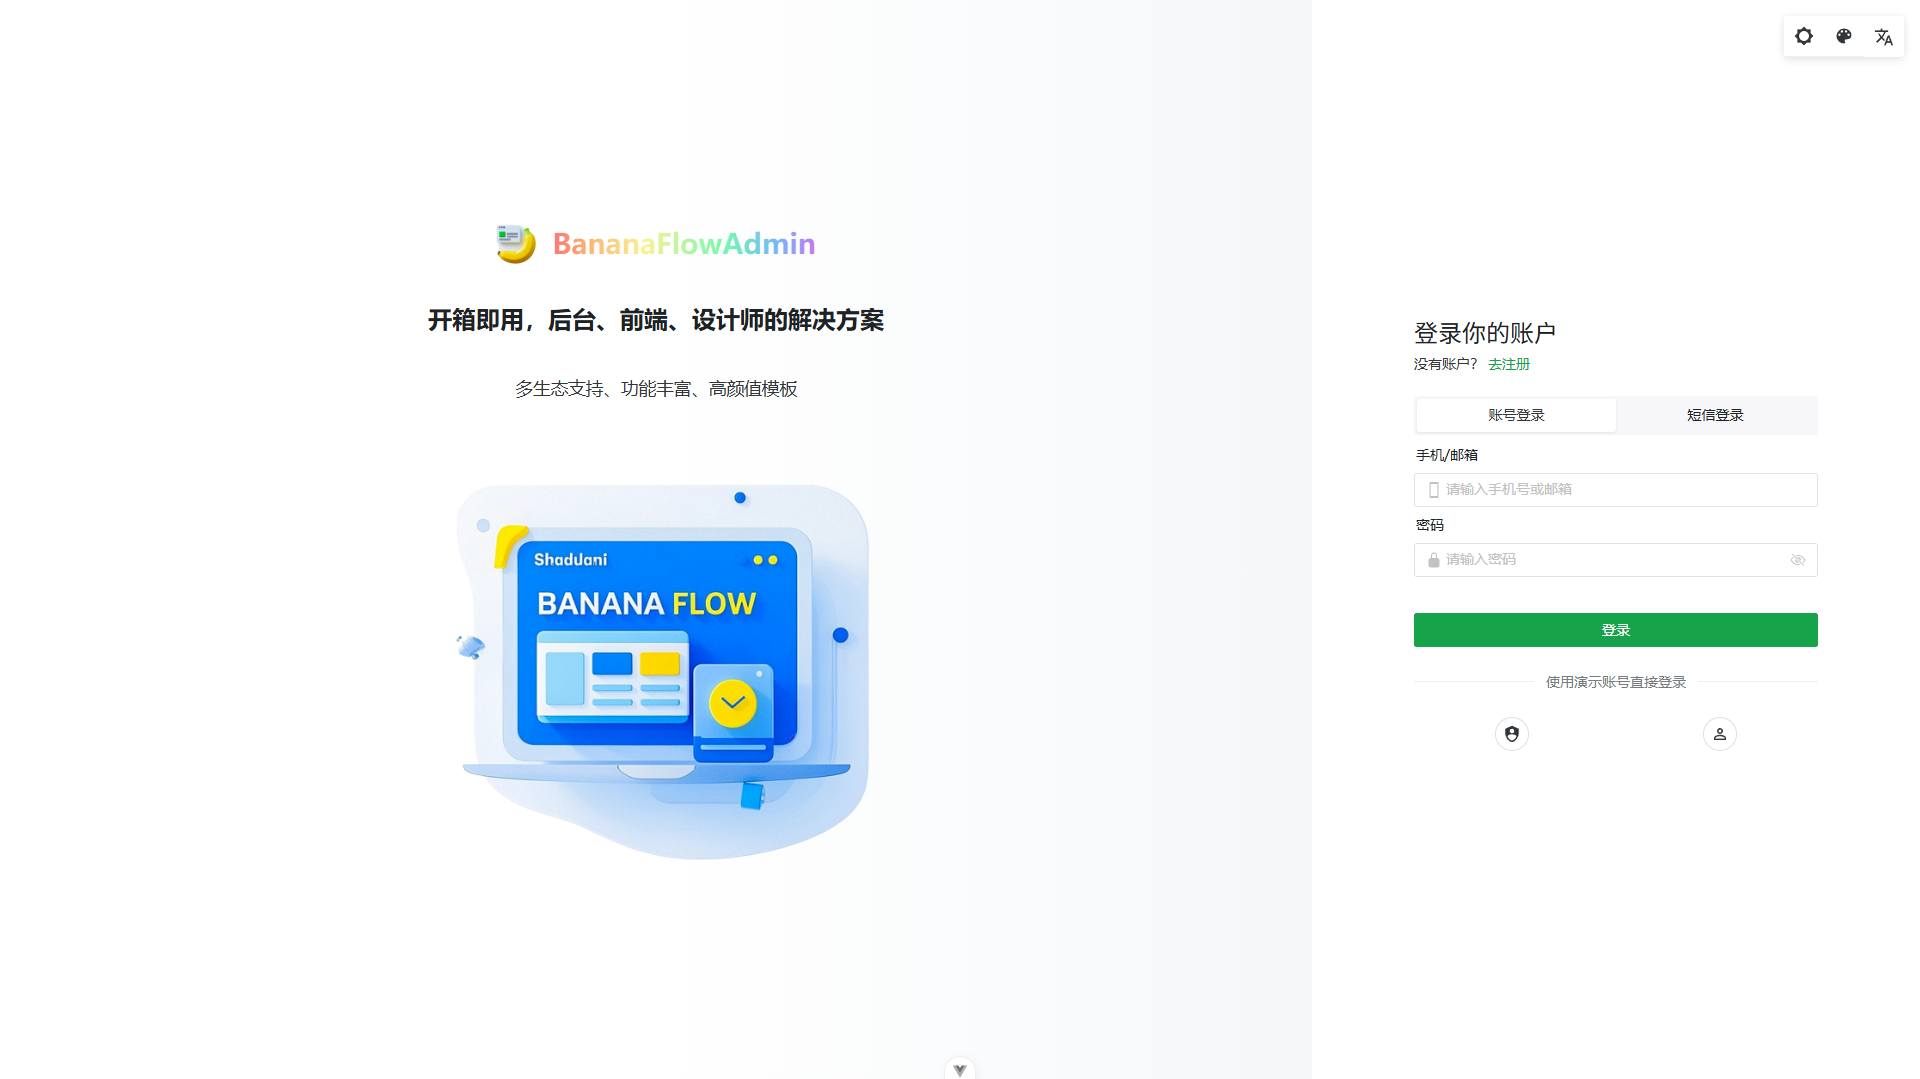 BananaFlowAdmin
开箱即用，后台、前端、设计师的解决方案
多生态支持、功能丰富、高颜值模板
Shaduani
BANANA FLOW
登录你的账户
没有账户？ 去注册
账号登录 短信登录
手机/邮箱
请输入手机号或邮箱
密码
请输入密码
登录
使用演示账号直接登录